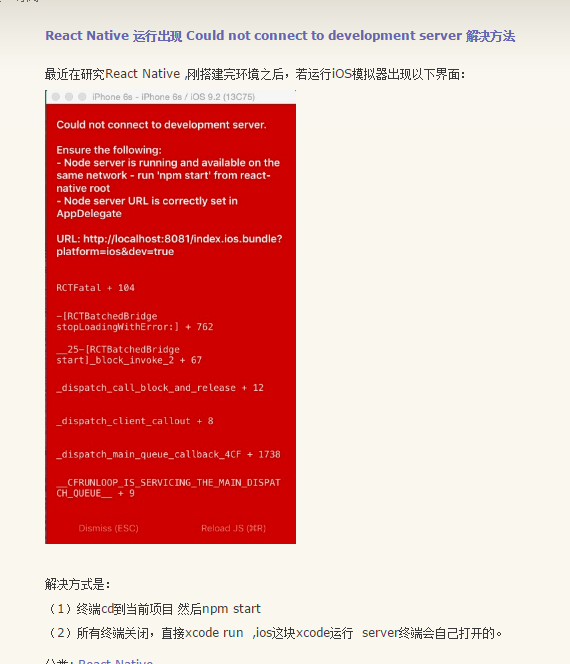 React Native 运行出现 Could not connect to development server 解决方法
最近在研究React Native ,刚搭建完环境之后，若运行iOS模拟器出现以下界面：
iPhone 6s - iPhone 6s / iOS 9.2 (13C75)
Could not connect to development server.
Ensure the following:
- Node server is running and available on the
same network - run 'npm start' from react-
native root
- Node server URL is correctly set in
AppDelegate
URL: http://localhost:8081/index.ios.bundle?
platform=ios&dev=true
RCTFatal + 104
-[RCTBatchedBridge
stopLoadingWithError:] + 762
__25-[RCTBatchedBridge
start]_block_invoke_2 + 67
_dispatch_call_block_and_release + 12
_dispatch_client_callout + 8
_dispatch_main_queue_callback_4CF + 1738
__CFRUNLOOP_IS_SERVICING_THE_MAIN_DISPAT
CH_QUEUE__ + 9
Dismiss (ESC) Reload JS (⌘R)
解决方式是：
（1）终端cd到当前项目 然后npm start
（2）所有终端关闭，直接xcode run ,ios这块xcode运行 server终端会自己打开的。
分类: React Native